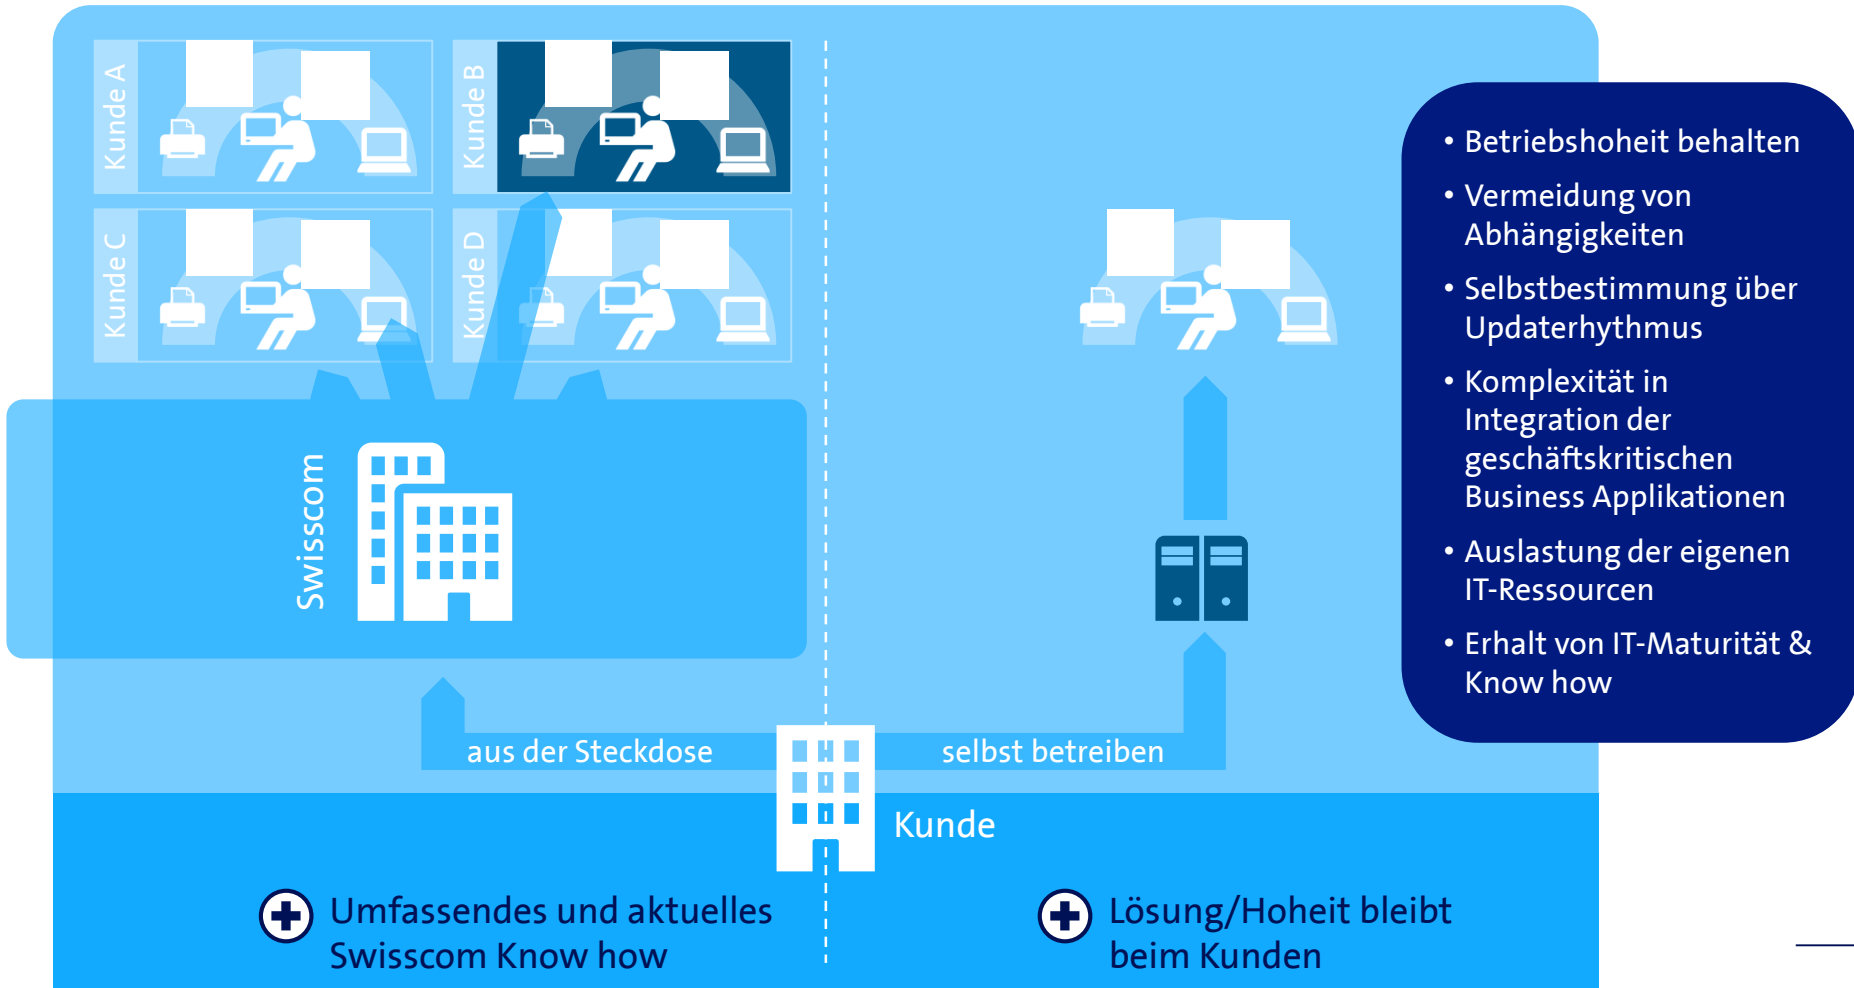 Kunde A
Kunde B
Kunde C
Kunde D
Swisscom
aus der Steckdose
selbst betreiben
Kunde
Umfassendes und aktuelles
Swisscom Know how
Lösung/Hoheit bleibt
beim Kunden
• Betriebshoheit behalten
• Vermeidung von
Abhängigkeiten
• Selbstbestimmung über
Updaterhythmus
• Komplexität in
Integration der
geschäftskritischen
Business Applikationen
• Auslastung der eigenen
IT-Ressourcen
• Erhalt von IT-Maturität &
Know how